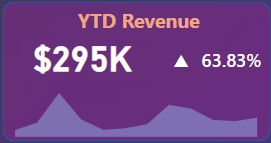 YTD Revenue
$295K ▲ 63.83%